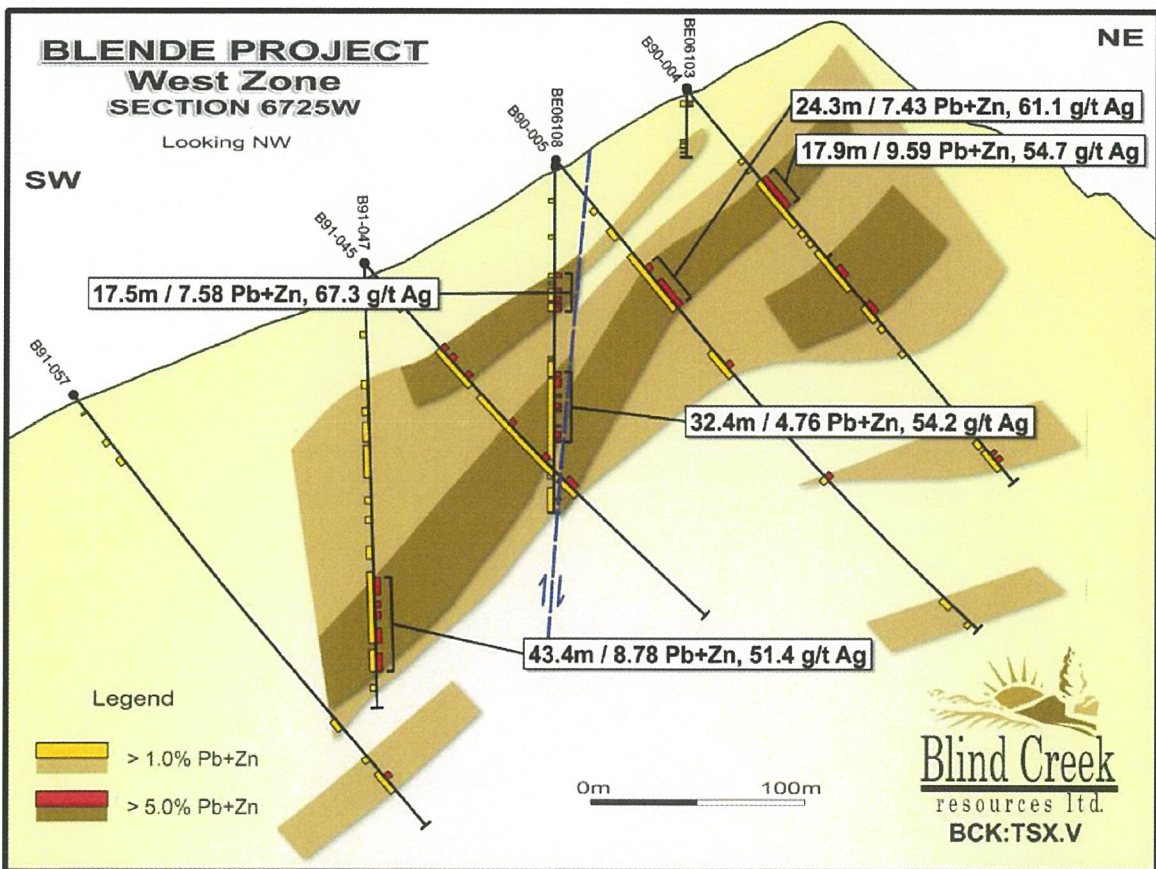 BLENDE PROJECT
West Zone
SECTION 6725W
Looking NW
NE
SW
BE06103
B90-004
BE06108
B90-005
B91-047
B91-045
B91-057
24.3m / 7.43 Pb+Zn, 61.1 g/t Ag
17.9m / 9.59 Pb+Zn, 54.7 g/t Ag
17.5m / 7.58 Pb+Zn, 67.3 g/t Ag
32.4m / 4.76 Pb+Zn, 54.2 g/t Ag
43.4m / 8.78 Pb+Zn, 51.4 g/t Ag
Legend
> 1.0% Pb+Zn
> 5.0% Pb+Zn
0m 100m
Blind Creek
resources ltd.
BCK:TSX.V